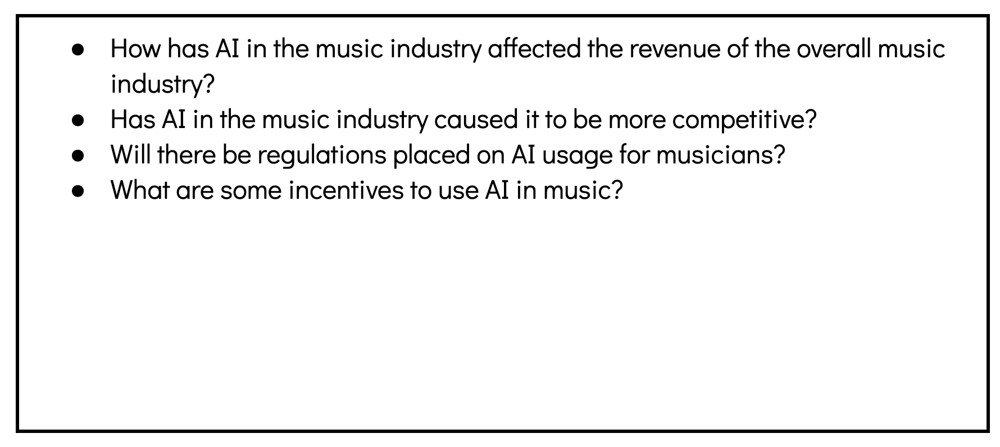 ● How has AI in the music industry affected the revenue of the overall music
industry?
● Has AI in the music industry caused it to be more competitive?
● Will there be regulations placed on AI usage for musicians?
● What are some incentives to use AI in music?